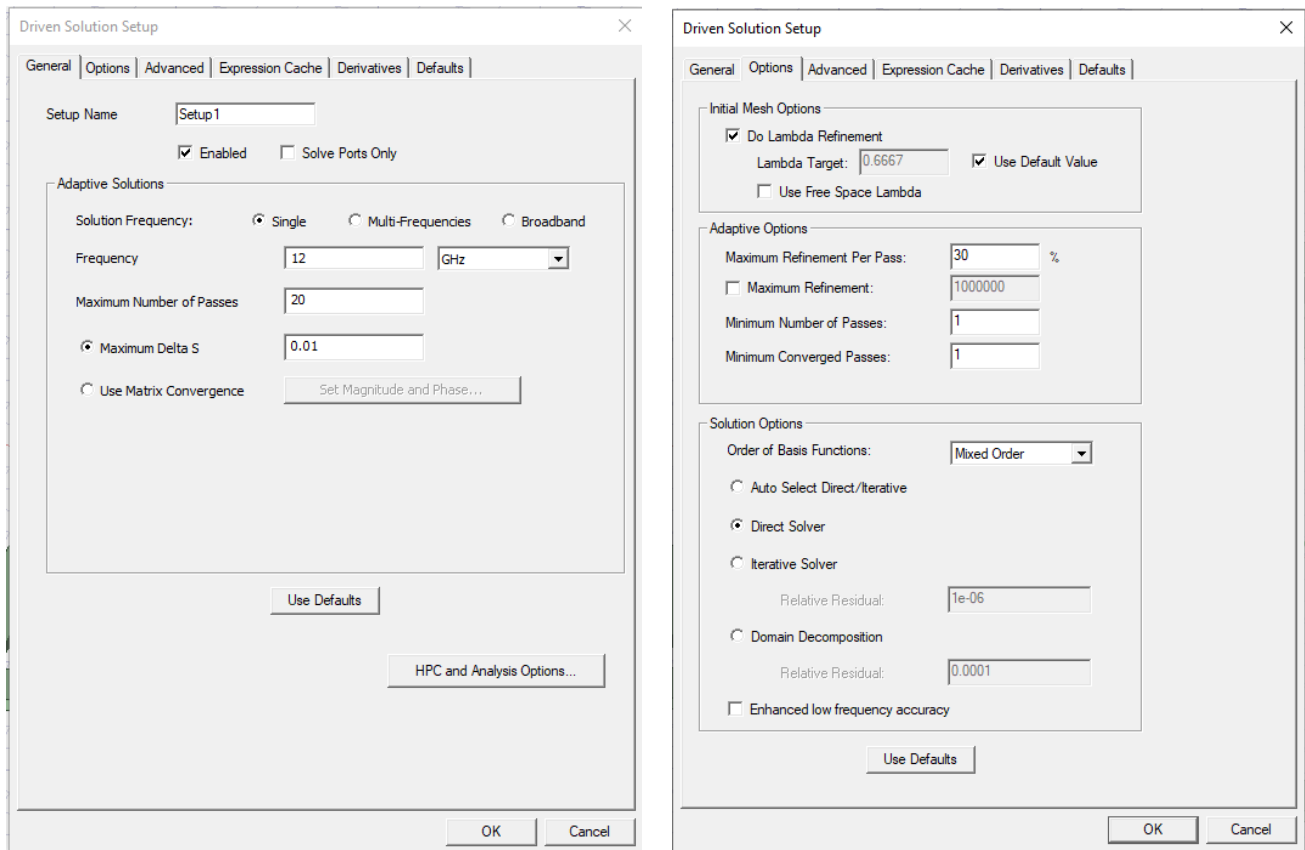 Driven Solution Setup
General Options Advanced Expression Cache Derivatives Defaults
Setup Name Setup1
Enabled Solve Ports Only
Adaptive Solutions
Solution Frequency: Single Multi-Frequencies Broadband
Frequency 12 GHz
Maximum Number of Passes 20
Maximum Delta S 0.01
Use Matrix Convergence Set Magnitude and Phase...
Use Defaults
HPC and Analysis Options...
OK Cancel
Driven Solution Setup
General Options Advanced Expression Cache Derivatives Defaults
Initial Mesh Options
Do Lambda Refinement
Lambda Target: 0.6667 Use Default Value
Use Free Space Lambda
Adaptive Options
Maximum Refinement Per Pass: 30 %
Maximum Refinement: 1000000
Minimum Number of Passes: 1
Minimum Converged Passes: 1
Solution Options
Order of Basis Functions: Mixed Order
Auto Select Direct/Iterative
Direct Solver
Iterative Solver
Relative Residual: 1e-06
Domain Decomposition
Relative Residual: 0.0001
Enhanced low frequency accuracy
Use Defaults
OK Cancel